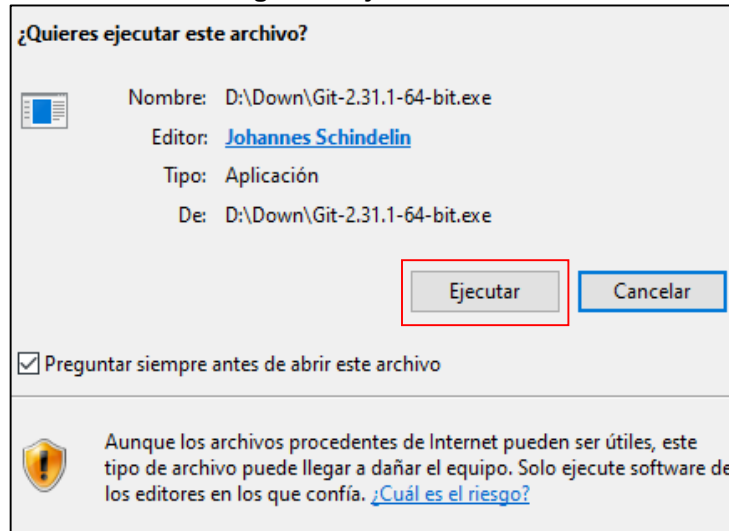 ¿Quieres ejecutar este archivo?
Nombre: D:\Down\Git-2.31.1-64-bit.exe
Editor: Johannes Schindelin
Tipo: Aplicación
De: D:\Down\Git-2.31.1-64-bit.exe
Ejecutar Cancelar
Preguntar siempre antes de abrir este archivo
Aunque los archivos procedentes de Internet pueden ser útiles, este
tipo de archivo puede llegar a dañar el equipo. Solo ejecute software de
los editores en los que confía. ¿Cuál es el riesgo?